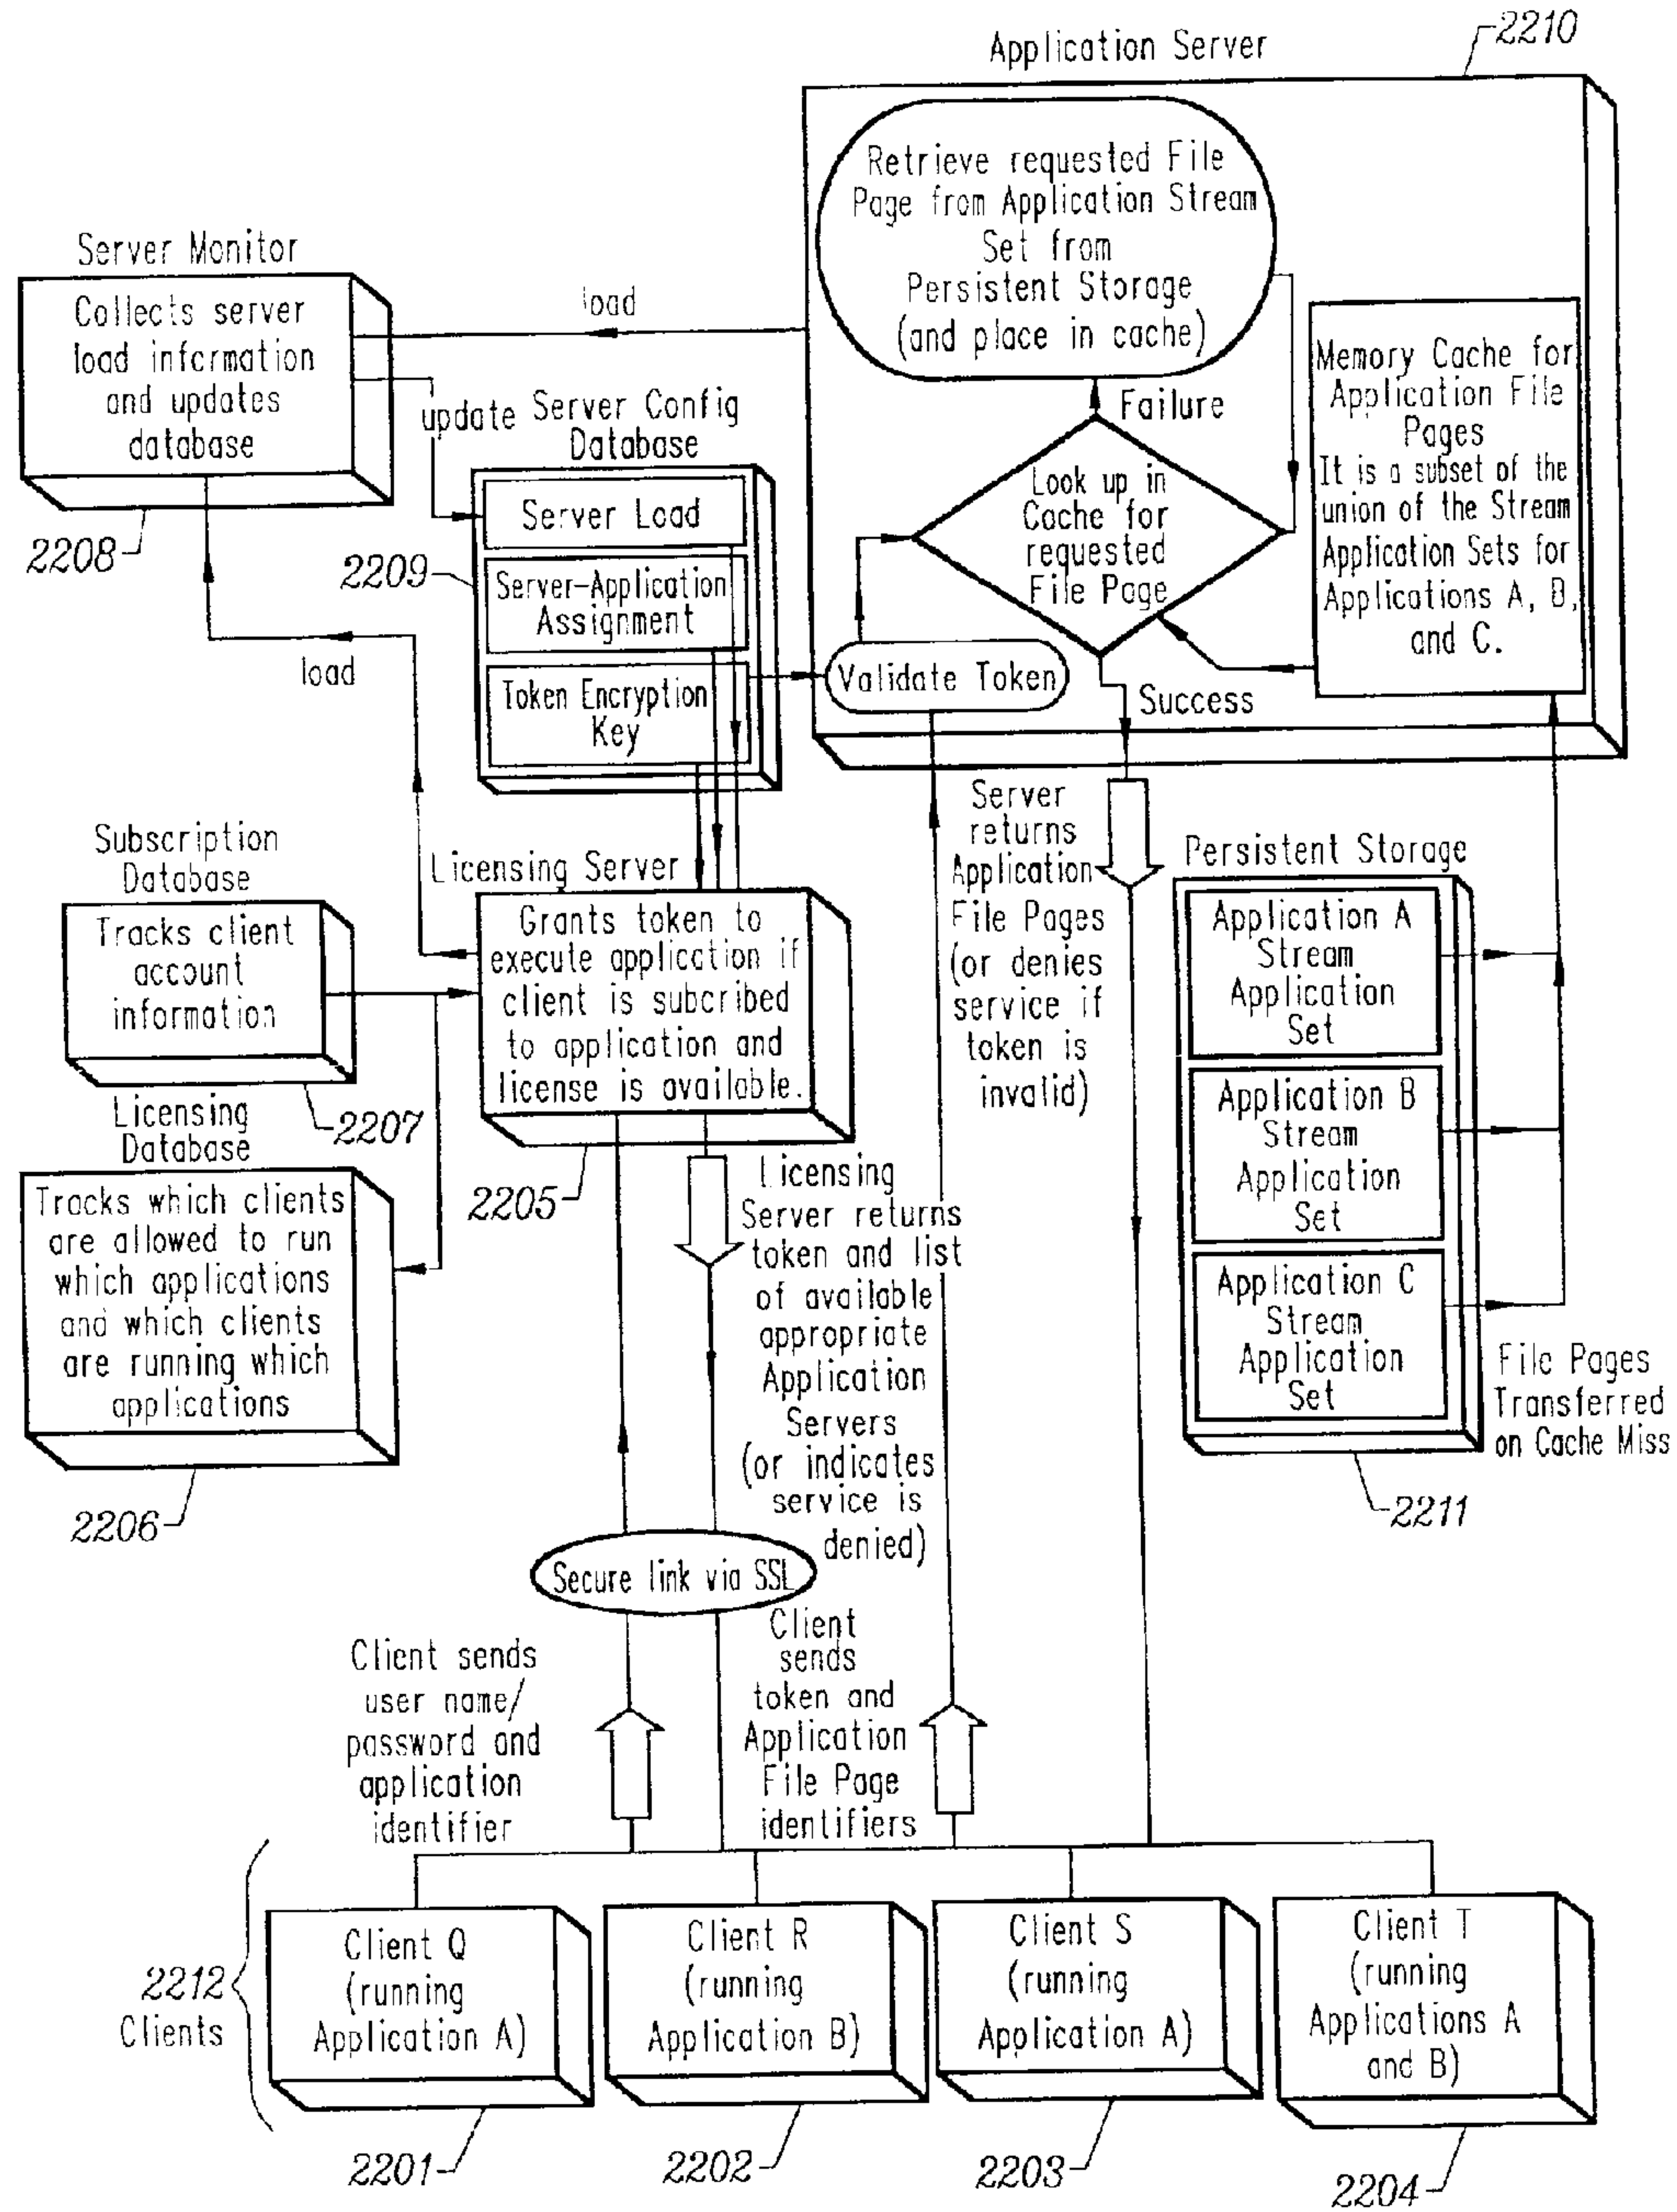 Application Server
2210
Retrieve requested File
Page from Application Stream
Set from
Persistent Storage
(and place in cache)
Server Monitor
Collects server
load information
and updates
database
2208
load
update
Failure
Memory Cache for
Application File
Pages
It is a subset of the
union of the Stream
Application Sets for
Applications A, B,
and C.
Server Config
Database
2209
Server Load
Server-Application
Assignment
Token Encryption
Key
Look up in
Cache for
requested
File Page
Validate Token
Success
load
Subscription
Database
Tracks client
account
information
2207
Licensing Server
Grants token to
execute application if
client is subcribed
to application and
license is available.
2205
Server
returns
Application
File Pages
(or denies
service if
token is
invalid)
Persistent Storage
Application A
Stream
Application
Set
Application B
Stream
Application
Set
Application C
Stream
Application
Set
File Pages
Transferred
on Cache Miss
2211
Licensing
Database
Tracks which clients
are allowed to run
which applications
and which clients
are running which
applications
2206
Licensing
Server returns
token and list
of available
appropriate
Application
Servers
(or indicates
service is
denied)
Secure link via SSL
Client sends
user name/
password and
application
identifier
Client
sends
token and
Application
File Page
identifiers
2212
Clients
Client Q
(running
Application A)
2201
Client R
(running
Application B)
2202
Client S
(running
Application A)
2203
Client T
(running
Applications A
and B)
2204